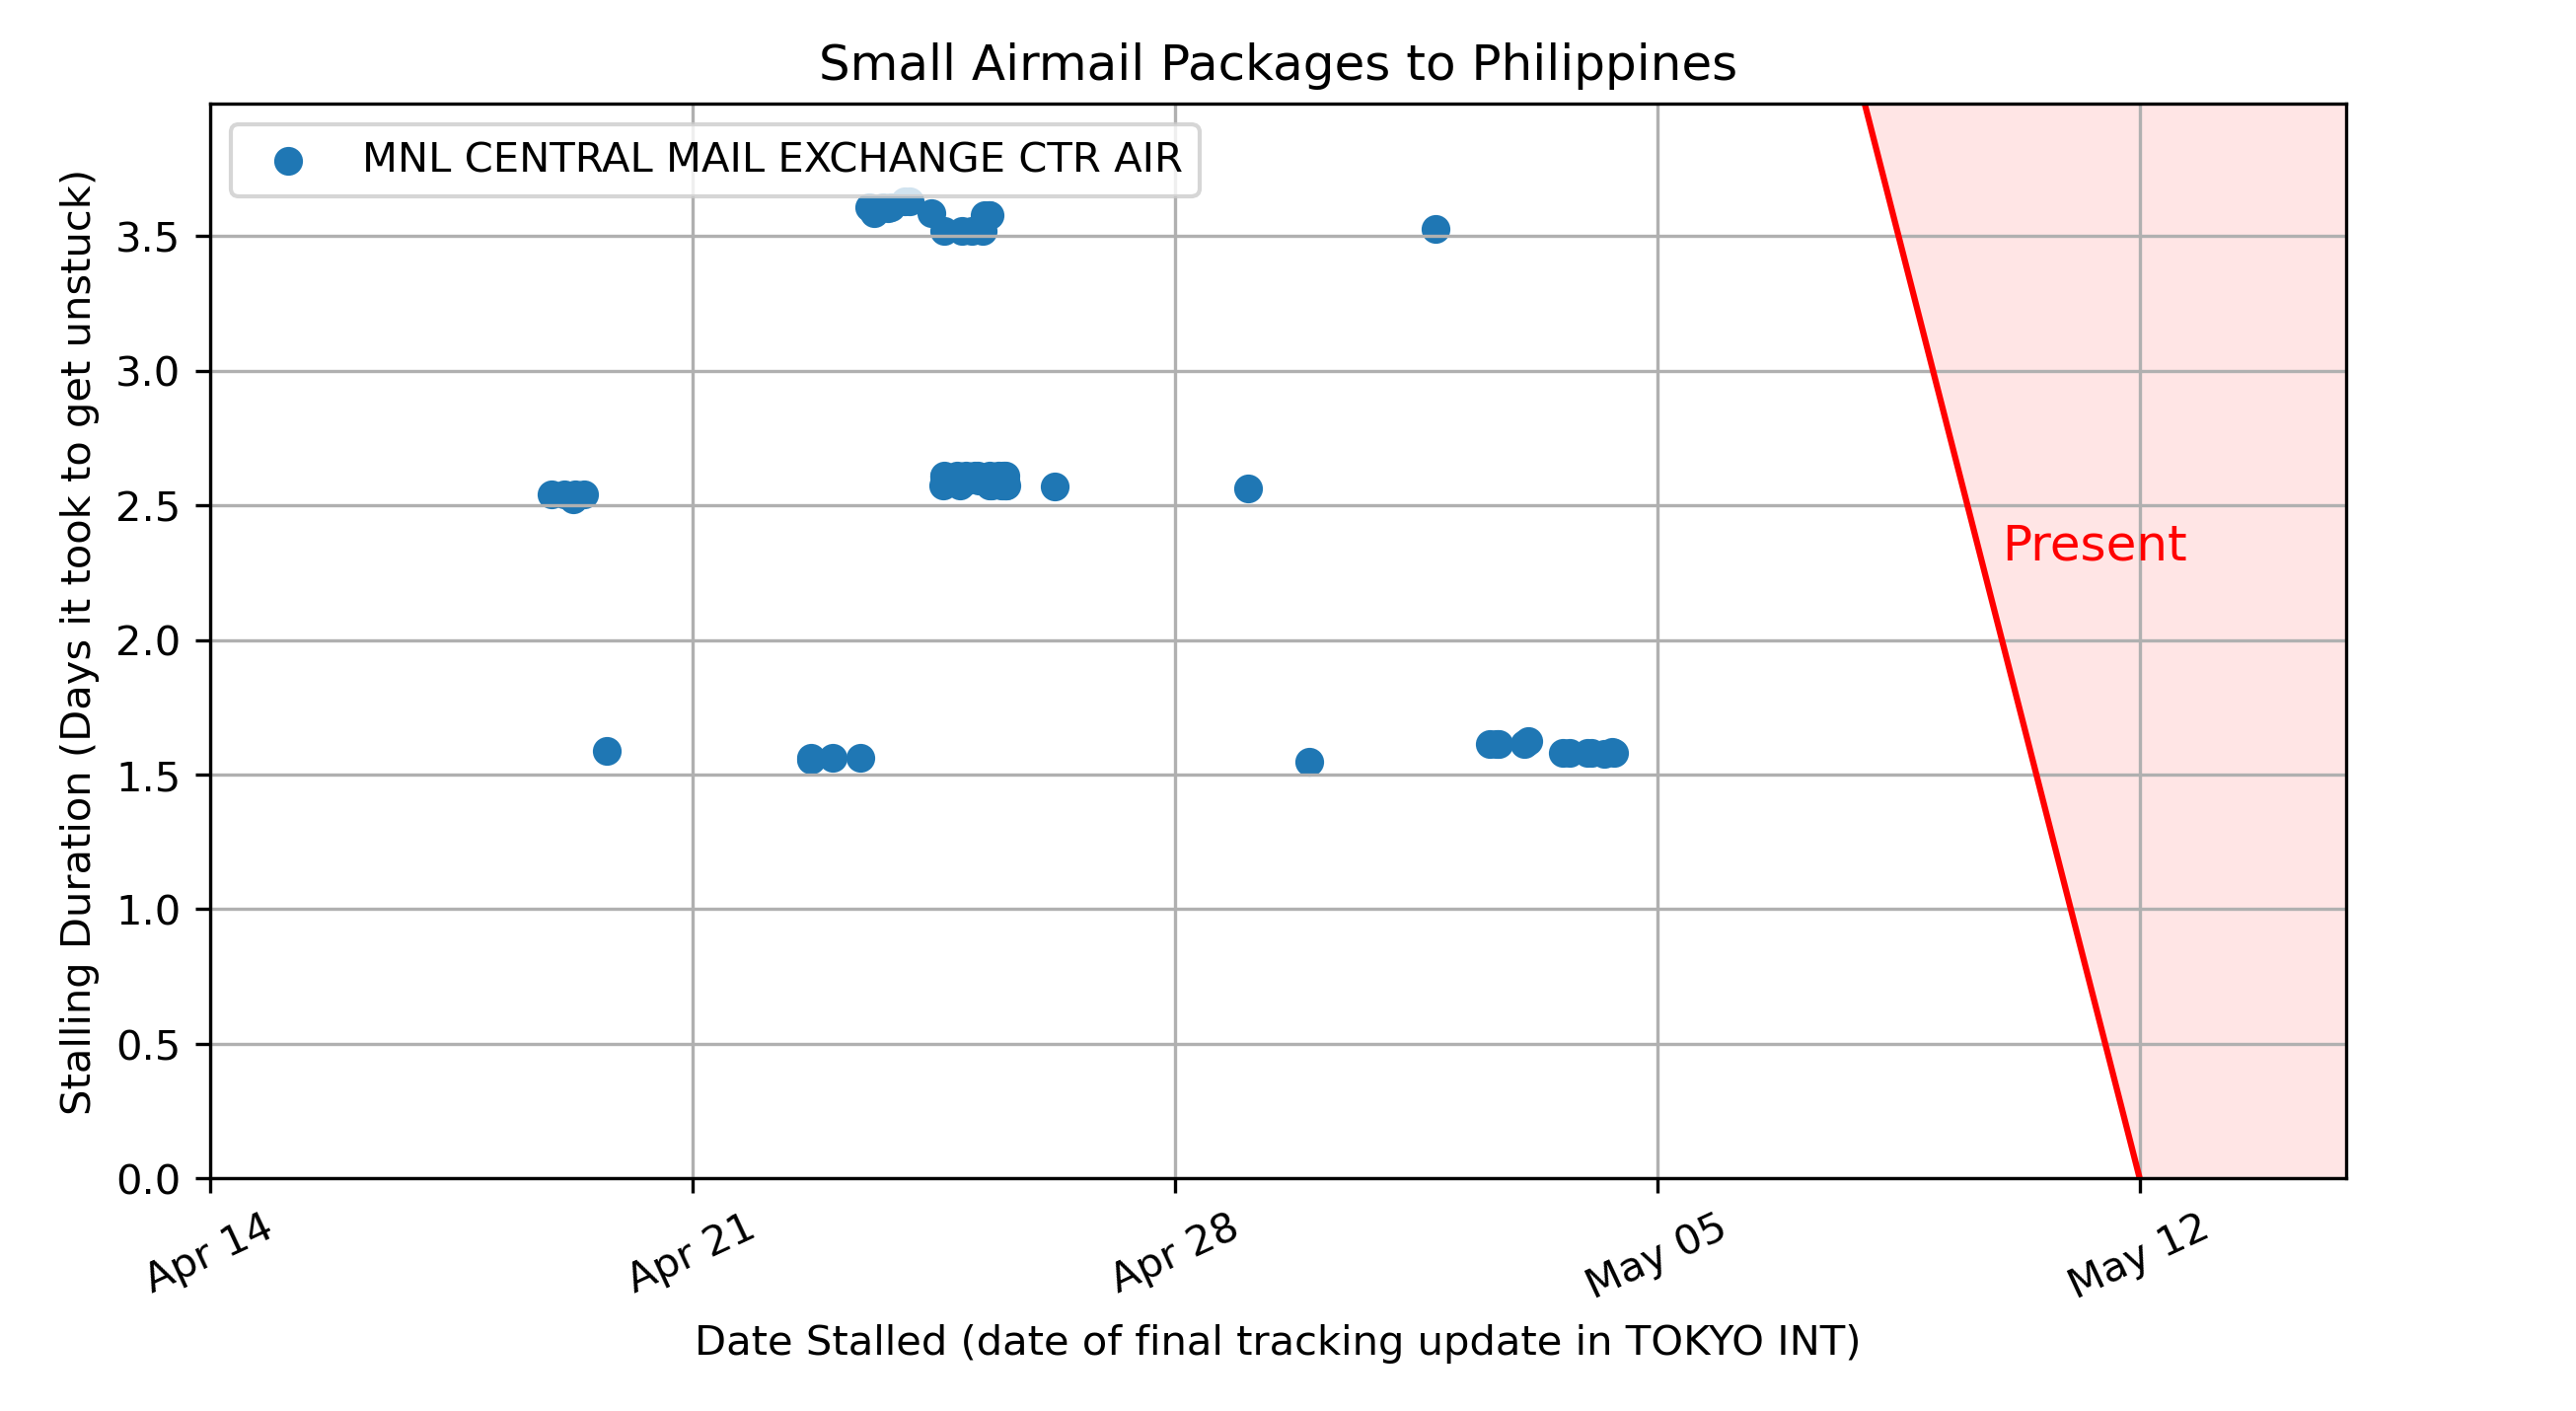 Small Airmail Packages to Philippines
MNL CENTRAL MAIL EXCHANGE CTR AIR
Stalling Duration (Days it took to get unstuck)
3.5
3.0
2.5
2.0
1.5
1.0
0.5
0.0
Present
Apr 14
Apr 21
Apr 28
May 05
May 12
Date Stalled (date of final tracking update in TOKYO INT)